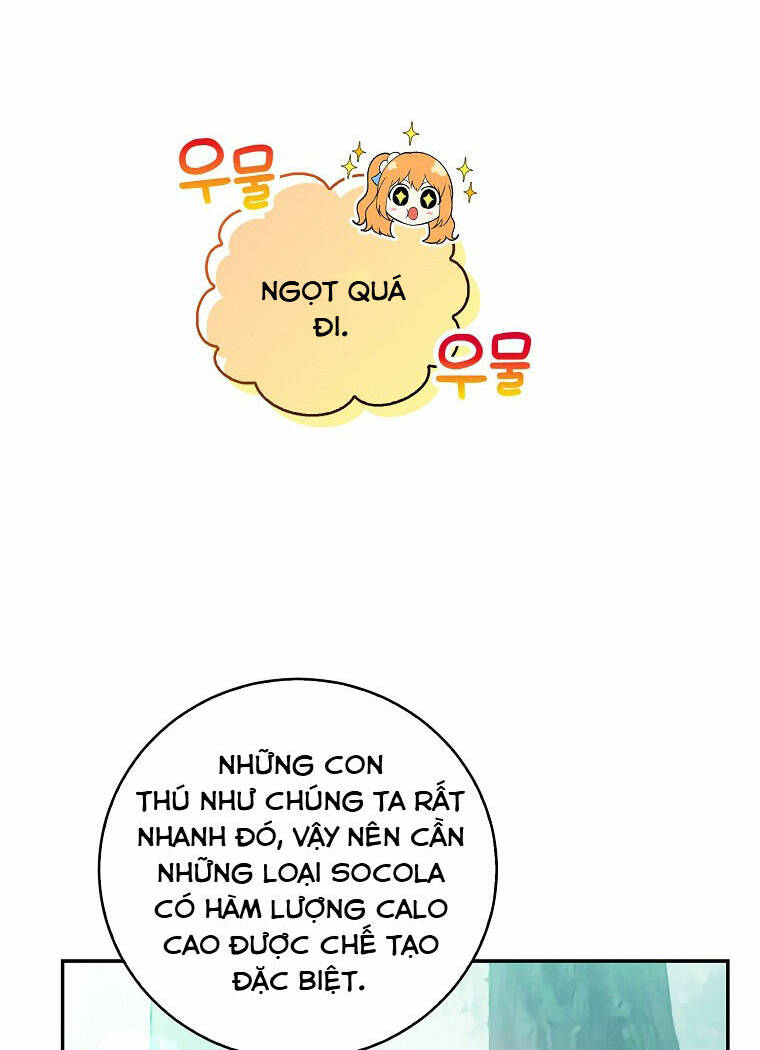 우물
NGỌT QUÁ
ĐI.
우물
NHỮNG CON
THÚ NHƯ CHÚNG TA RẤT
NHANH ĐÓ, VẬY NÊN CẦN
NHỮNG LOẠI SOCOLA
CÓ HÀM LƯỢNG CALO
CAO ĐƯỢC CHẾ TẠO
ĐẶC BIỆT.